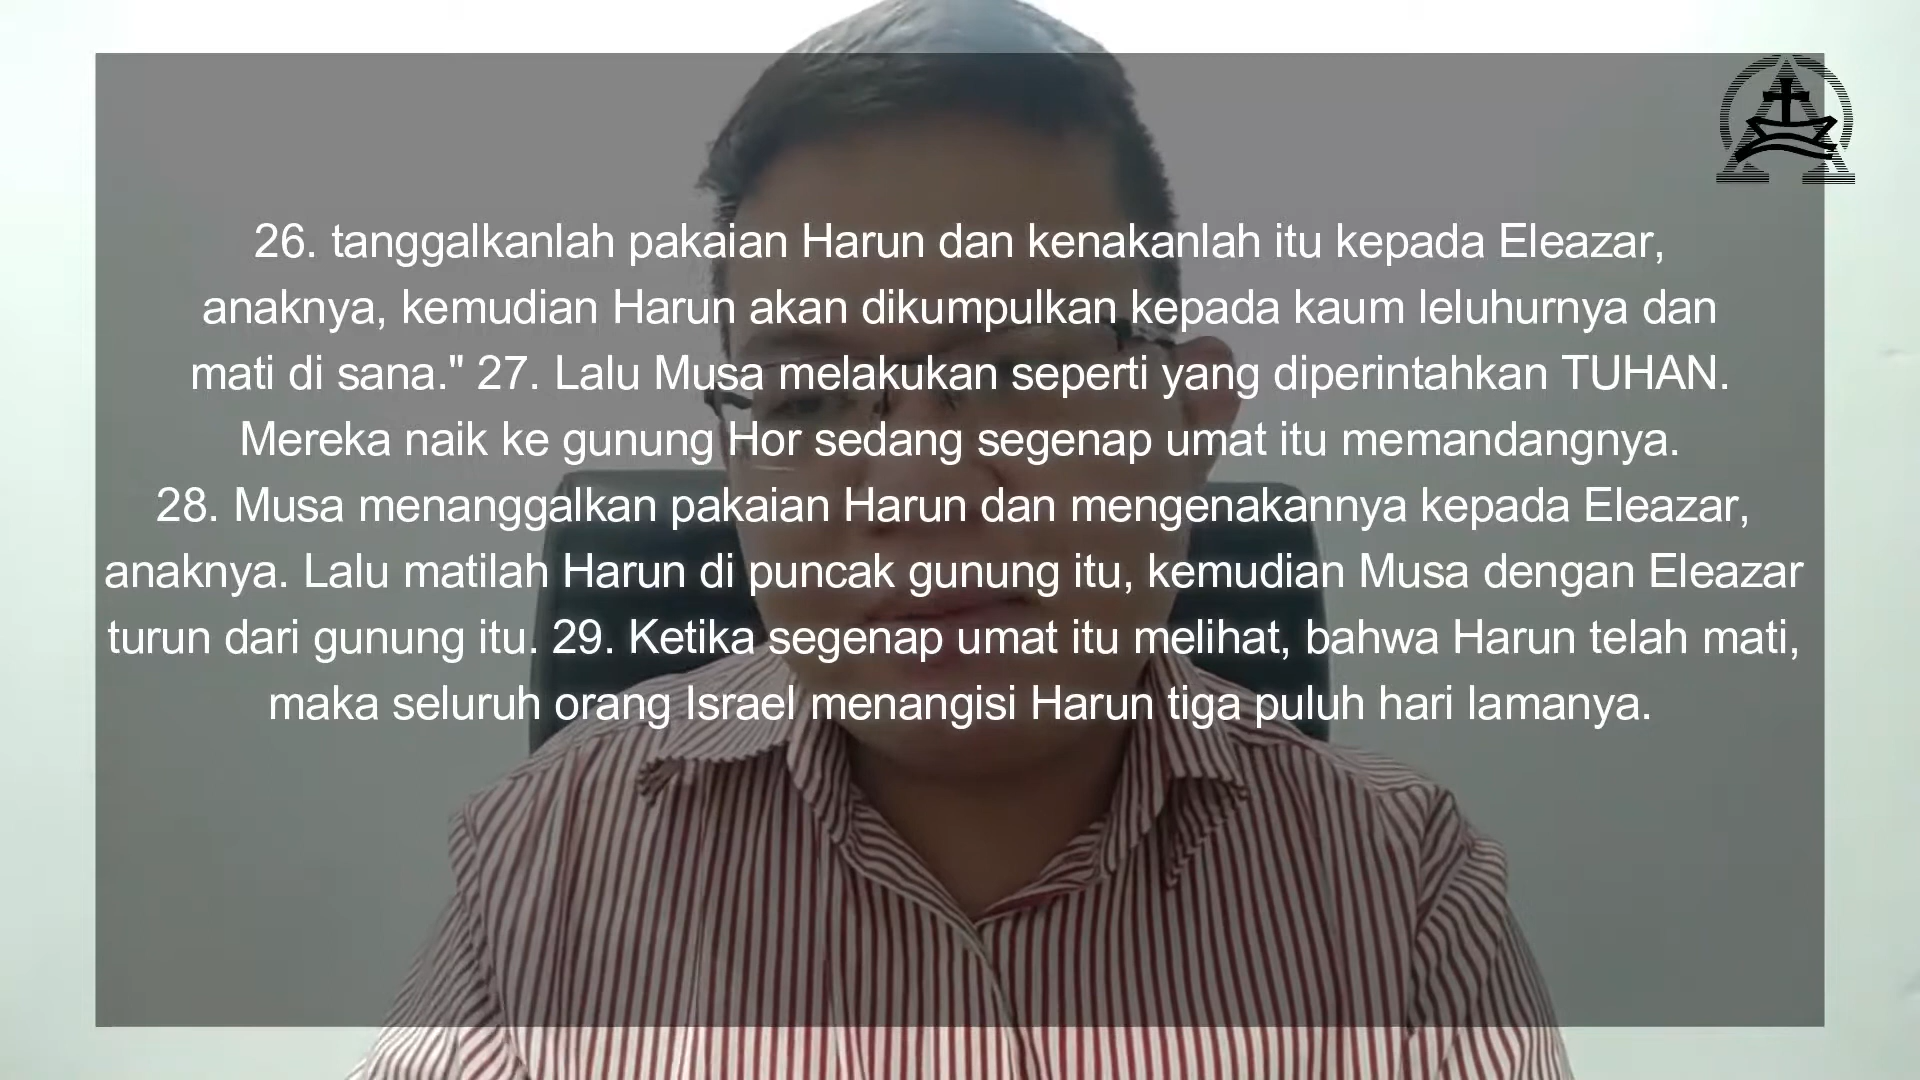 26. tanggalkanlah pakaian Harun dan kenakanlah itu kepada Eleazar,
anaknya, kemudian Harun akan dikumpulkan kepada kaum leluhurnya dan
mati di sana." 27. Lalu Musa melakukan seperti yang diperintahkan TUHAN.
Mereka naik ke gunung Hor sedang segenap umat itu memandangnya.
28. Musa menanggalkan pakaian Harun dan mengenakannya kepada Eleazar,
anaknya. Lalu matilah Harun di puncak gunung itu, kemudian Musa dengan Eleazar
turun dari gunung itu. 29. Ketika segenap umat itu melihat, bahwa Harun telah mati,
maka seluruh orang Israel menangisi Harun tiga puluh hari lamanya.